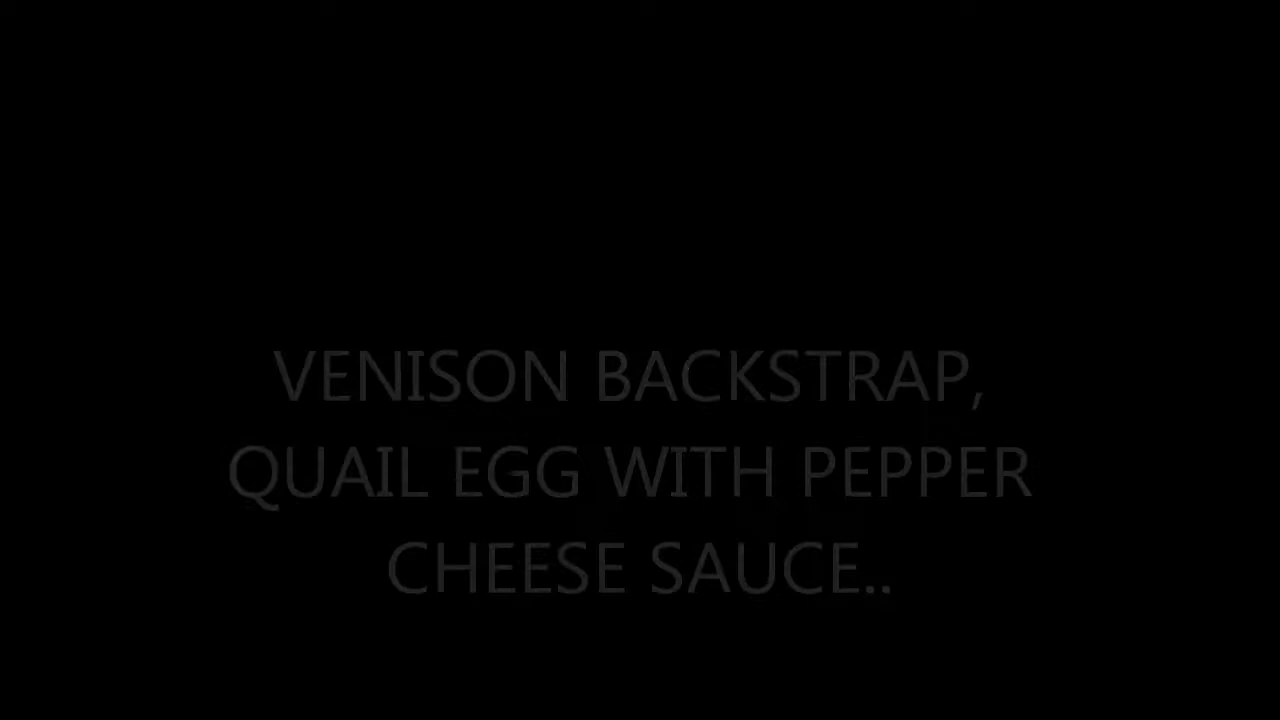 VENISON BACKSTRAP,
QUAIL EGG WITH PEPPER
CHEESE SAUCE..